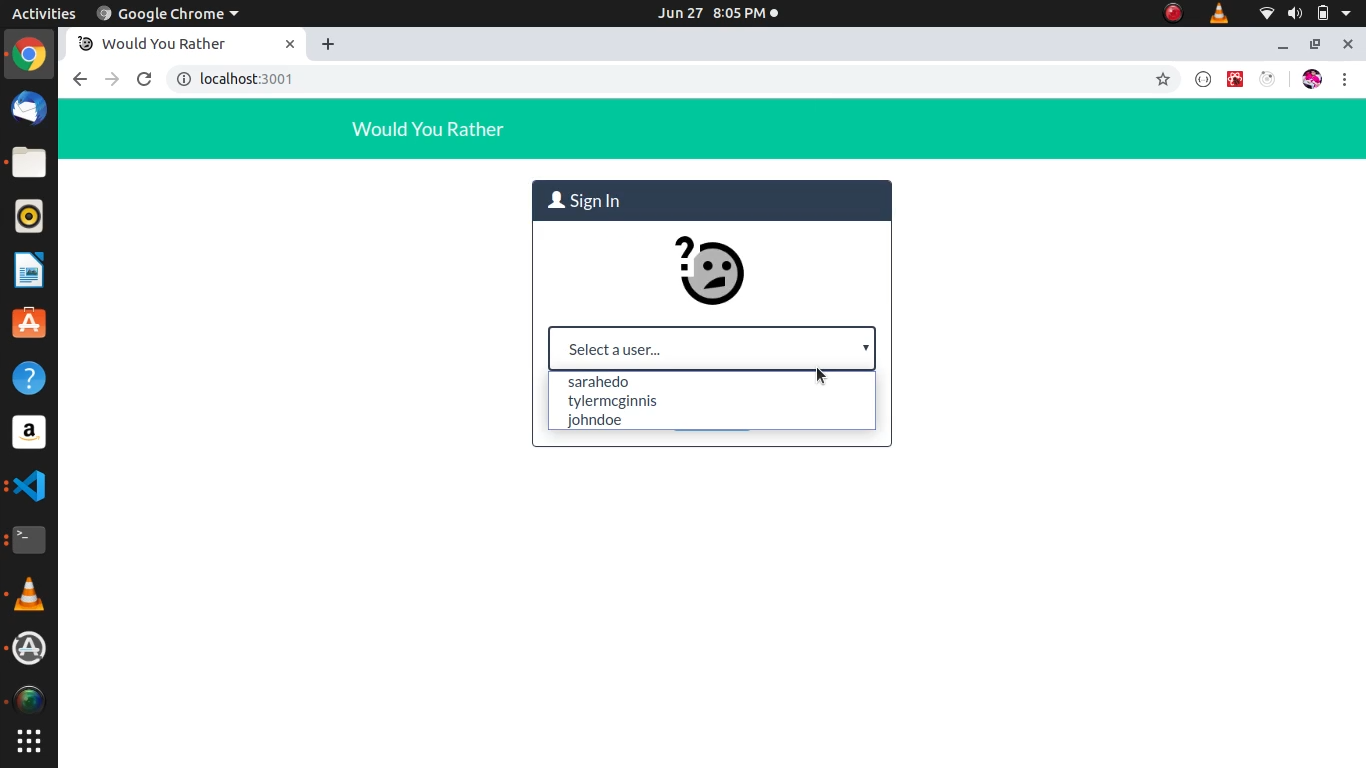 Activities Google Chrome Jun 27 8:05 PM
Would You Rather
localhost:3001
Would You Rather
Sign In
?
Select a user...
sarahedo
tylermcginnis
johndoe